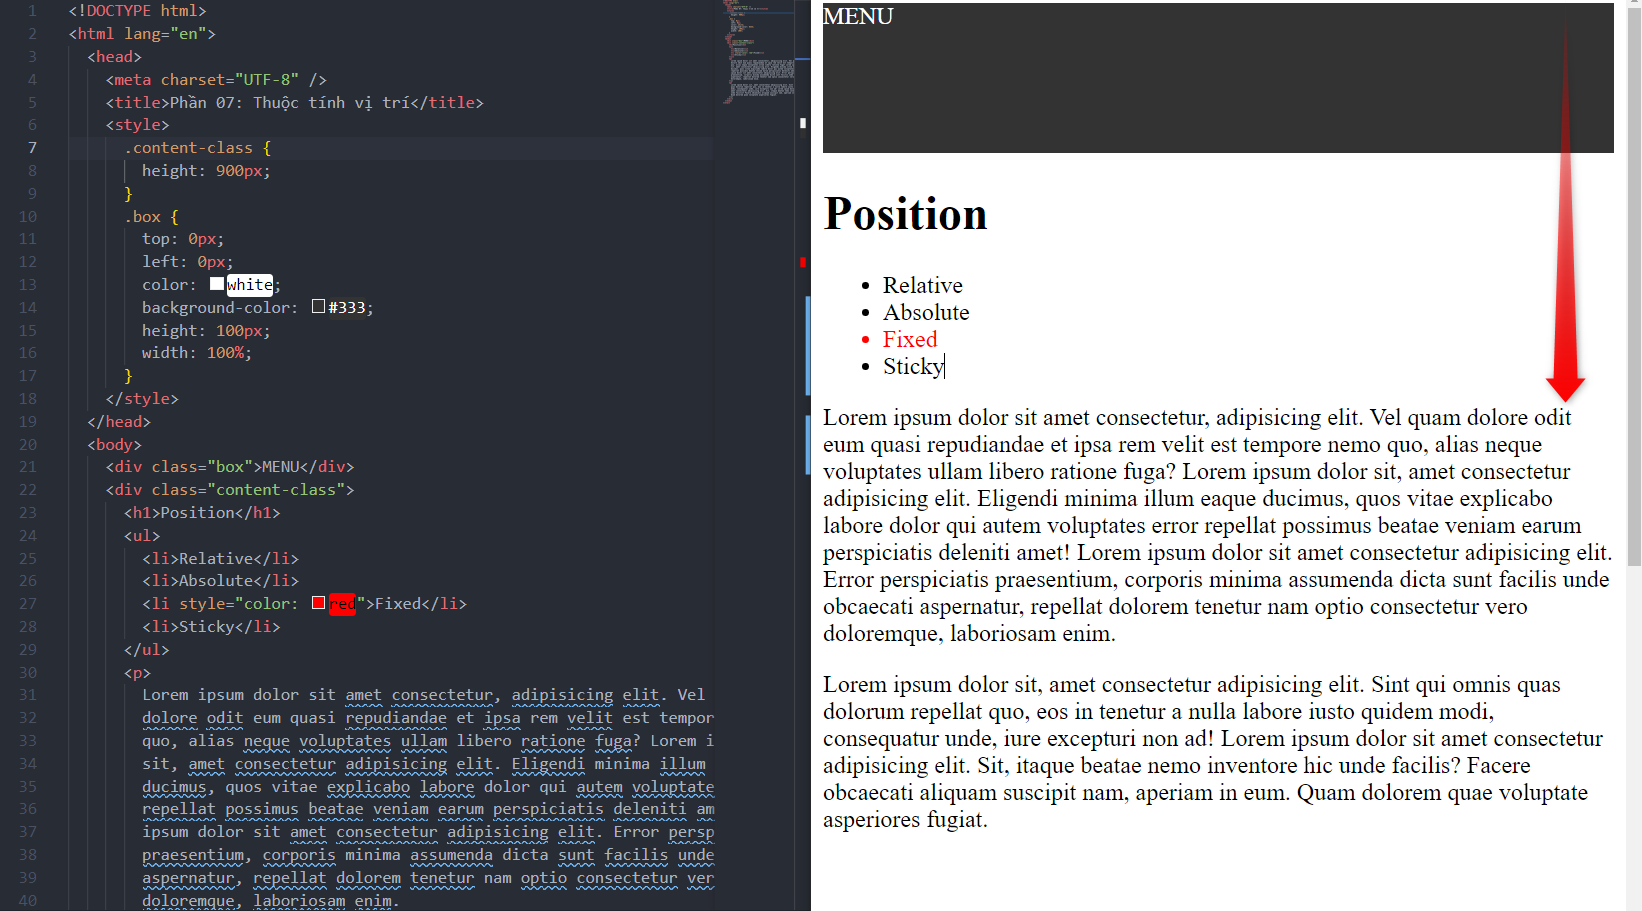 1 <!DOCTYPE html>
2 <html lang="en">
3 <head>
4 <meta charset="UTF-8" />
5 <title>Phần 07: Thuộc tính vị trí</title>
6 <style>
7 .content-class {
8 height: 900px;
9 }
10 .box {
11 top: 0px;
12 left: 0px;
13 color: white;
14 background-color: #333;
15 height: 100px;
16 width: 100%;
17 }
18 </style>
19 </head>
20 <body>
21 <div class="box">MENU</div>
22 <div class="content-class">
23 <h1>Position</h1>
24 <ul>
25 <li>Relative</li>
26 <li>Absolute</li>
27 <li style="color: red">Fixed</li>
28 <li>Sticky</li>
29 </ul>
30 <p>
31 Lorem ipsum dolor sit amet consectetur, adipisicing elit. Vel
32 dolore odit eum quasi repudiandae et ipsa rem velit est tempor
33 quo, alias neque voluptates ullam libero ratione fuga? Lorem i
34 sit, amet consectetur adipisicing elit. Eligendi minima illum
35 ducimus, quos vitae explicabo labore dolor qui autem voluptate
36 repellat possimus beatae veniam earum perspiciatis deleniti am
37 ipsum dolor sit amet consectetur adipisicing elit. Error persp
38 praesentium, corporis minima assumenda dicta sunt facilis unde
39 aspernatur, repellat dolorem tenetur nam optio consectetur ver
40 doloremque, laboriosam enim.
MENU
Position
• Relative
• Absolute
• Fixed
• Sticky
Lorem ipsum dolor sit amet consectetur, adipisicing elit. Vel quam dolore odit
eum quasi repudiandae et ipsa rem velit est tempore nemo quo, alias neque
voluptates ullam libero ratione fuga? Lorem ipsum dolor sit, amet consectetur
adipisicing elit. Eligendi minima illum eaque ducimus, quos vitae explicabo
labore dolor qui autem voluptates error repellat possimus beatae veniam earum
perspiciatis deleniti amet! Lorem ipsum dolor sit amet consectetur adipisicing elit.
Error perspiciatis praesentium, corporis minima assumenda dicta sunt facilis unde
obcaecati aspernatur, repellat dolorem tenetur nam optio consectetur vero
doloremque, laboriosam enim.
Lorem ipsum dolor sit, amet consectetur adipisicing elit. Sint qui omnis quas
dolorum repellat quo, eos in tenetur a nulla labore iusto quidem modi,
consequatur unde, iure excepturi non ad! Lorem ipsum dolor sit amet consectetur
adipisicing elit. Sit, itaque beatae nemo inventore hic unde facilis? Facere
obcaecati aliquam suscipit nam, aperiam in eum. Quam dolorem quae voluptate
asperiores fugiat.